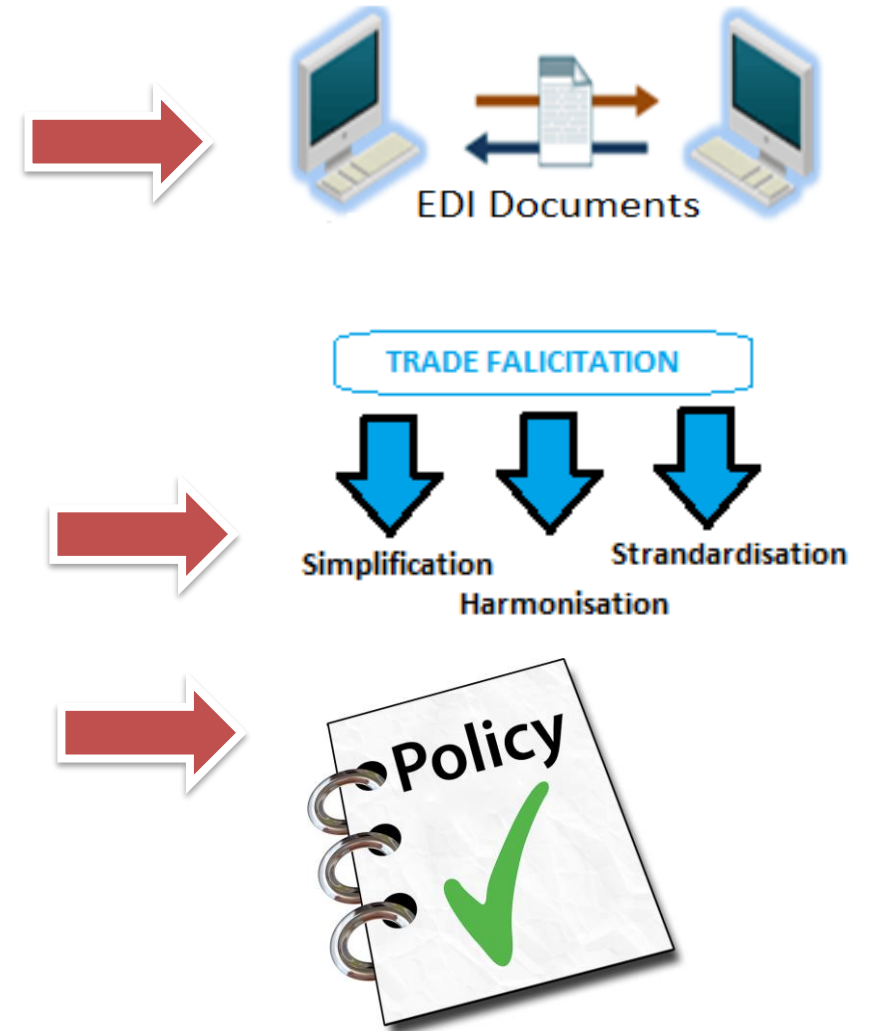 EDI Documents
TRADE FALICITATION
Simplification
Strandardisation
Harmonisation
Policy